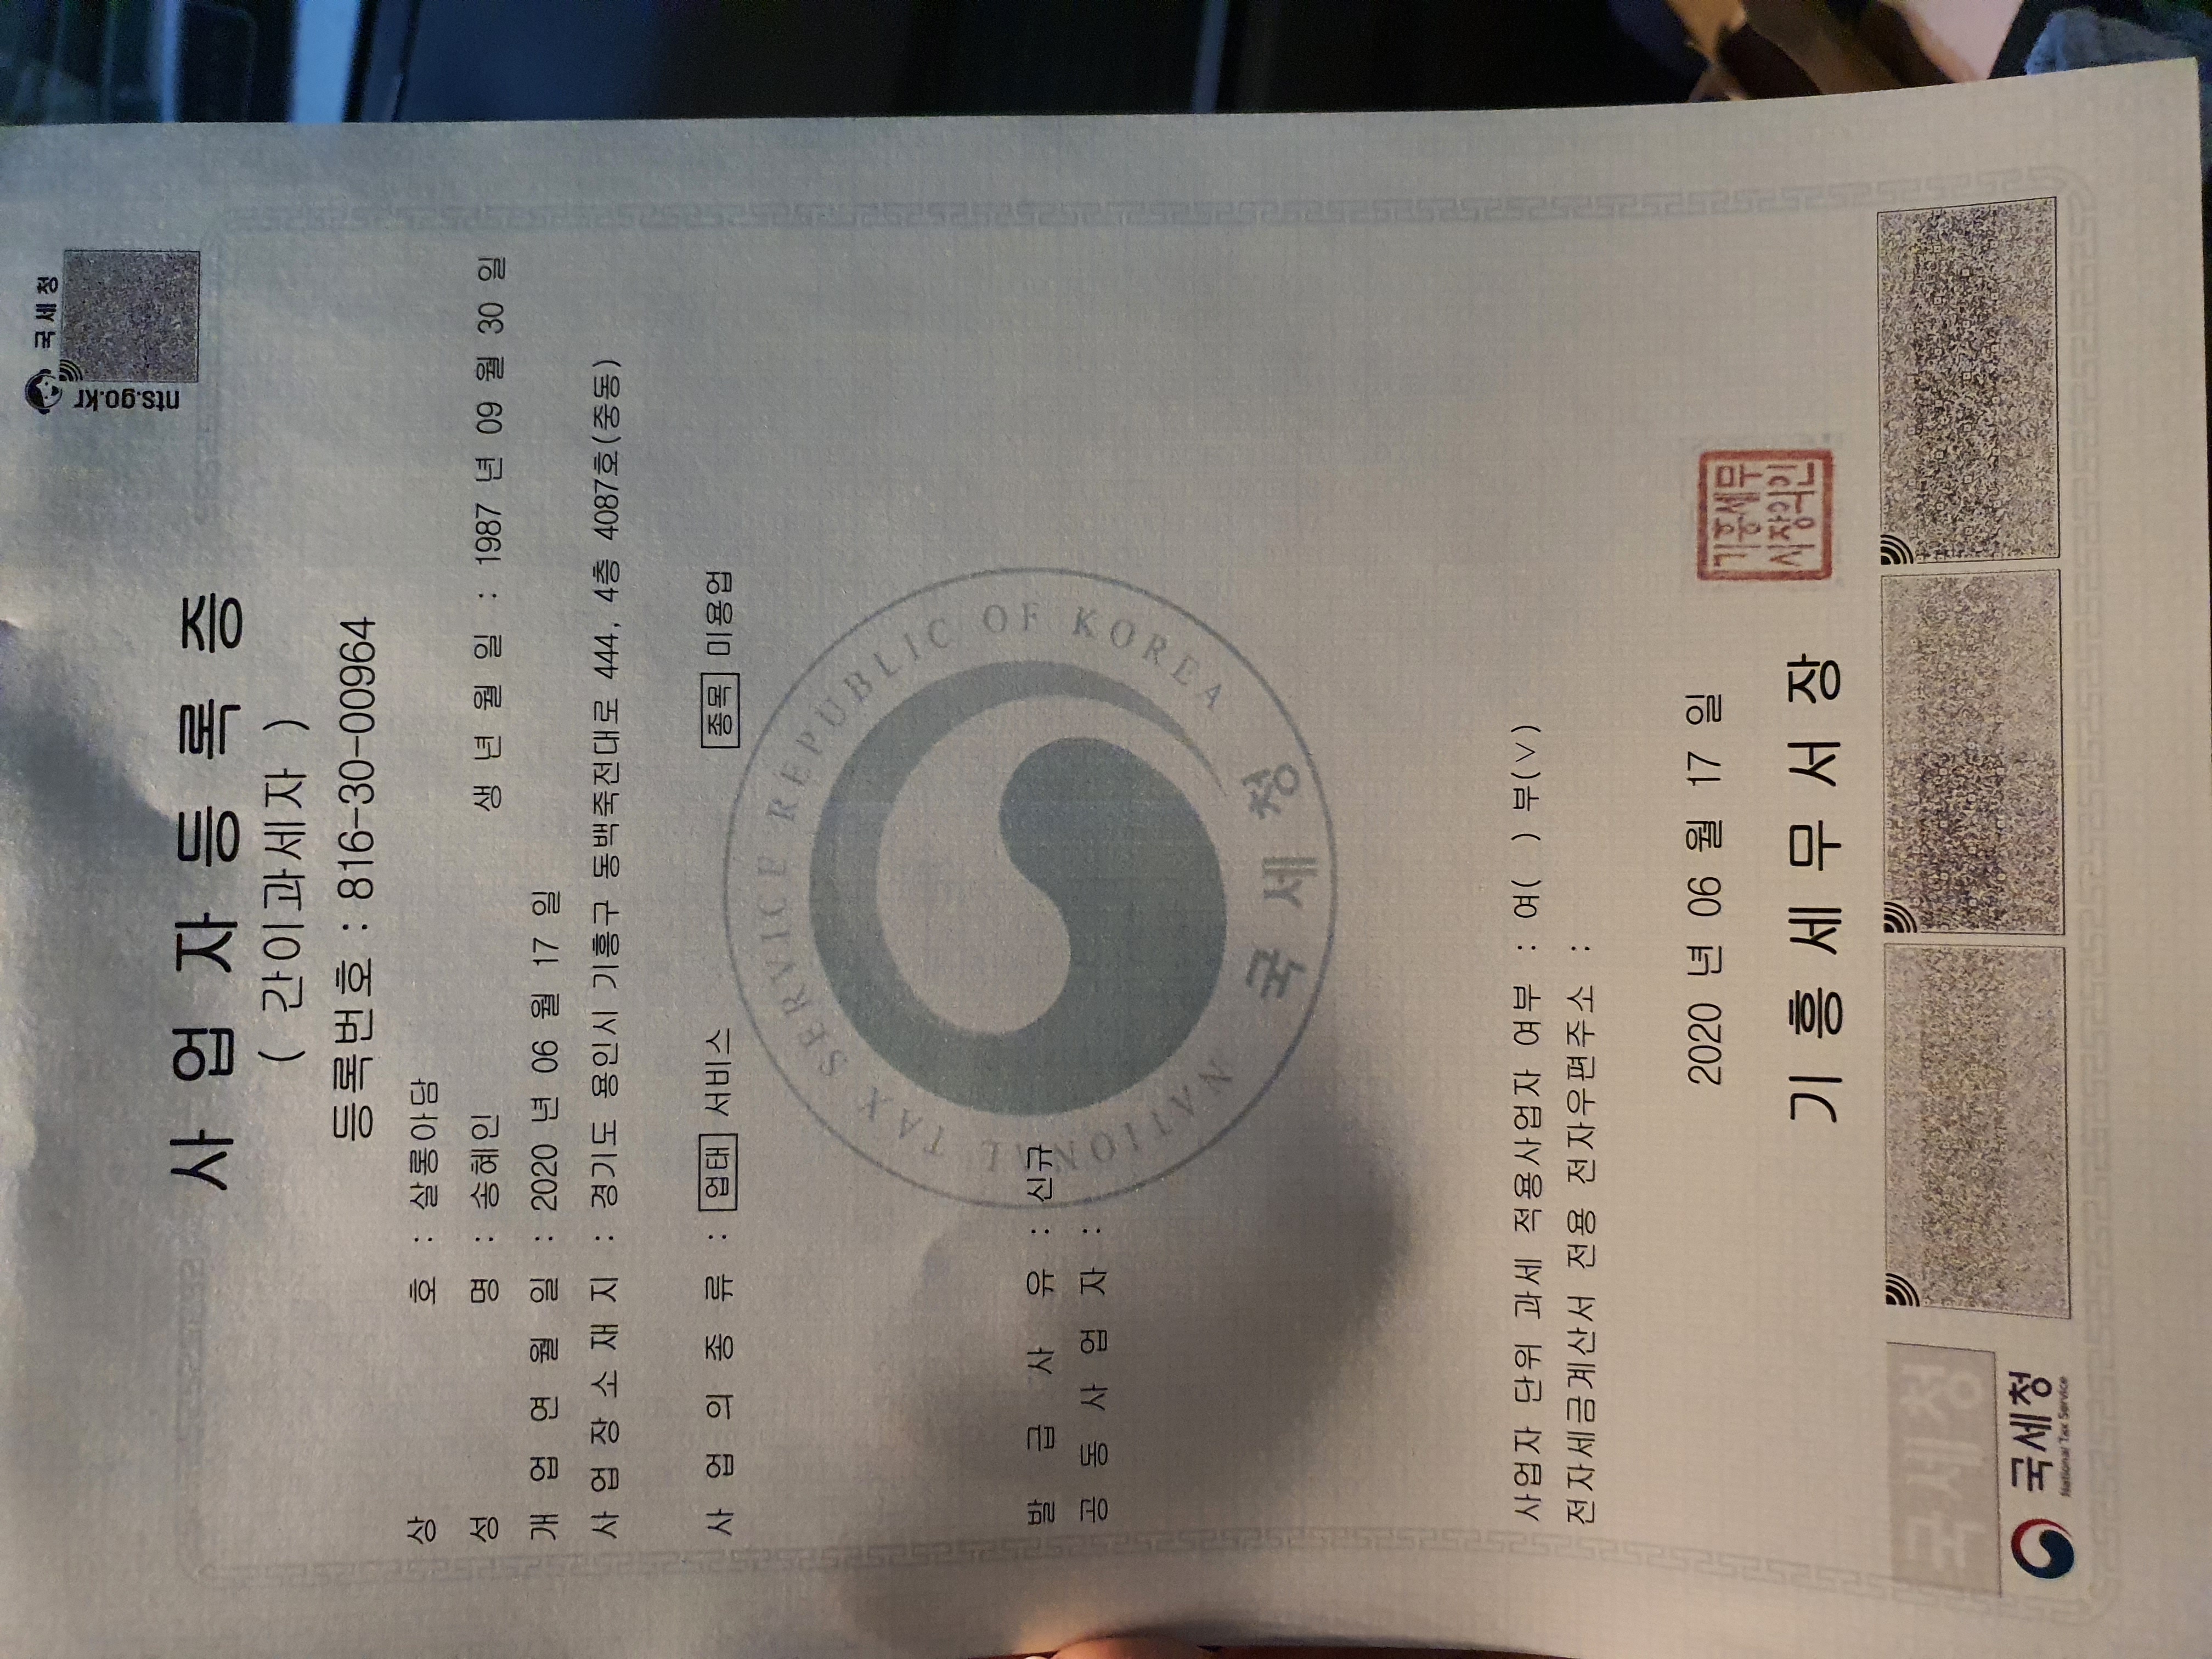 국세청
nts.go.kr
사업자등록증
( 간이과세자 )
등록번호 : 816-30-00964
상 호 : 살롱아담
성 명 : 송혜인 생 년 월 일 : 1987 년 09 월 30 일
개 업 연 월 일 : 2020 년 06 월 17 일
사 업 장 소 재 지 : 경기도 용인시 기흥구 동백죽전대로 444, 4층 4087호(중동)
사 업 의 종 류 : 업태 서비스 종목 미용업
NATIONAL TAX SERVICE REPUBLIC OF KOREA
국세청
발 급 사 유 : 신규
공 동 사 업 자 :
사업자 단위 과세 적용사업자 여부 : 여( ) 부(∨)
전자세금계산서 전용 전자우편주소 :
2020 년 06 월 17 일
기흥세무서장
기흥세무
서장의인
국세청
국세청
National Tax Service